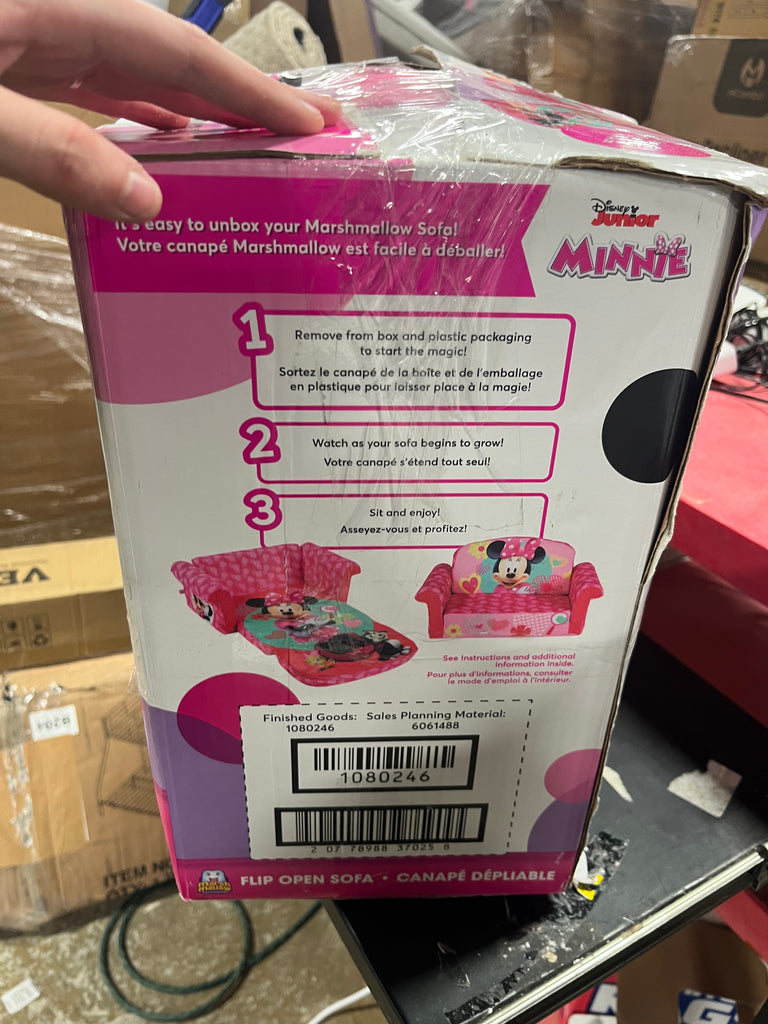 It's easy to unbox your Marshmallow Sofa!
Votre canapé Marshmallow est facile à déballer!
Disney
Junior
MINNIE
1
Remove from box and plastic packaging
to start the magic!
Sortez le canapé de la boîte et de l'emballage
en plastique pour laisser place à la magie!
2
Watch as your sofa begins to grow!
Votre canapé s'étend tout seul!
3
Sit and enjoy!
Asseyez-vous et profitez!
See Instructions and additional
information inside.
Pour plus d'informations, consulter
le mode d'emploi à l'intérieur.
Finished Goods: Sales Planning Material:
1080246 6061488
1080246
2 07 78988 37025 8
Marsh
mallow
FLIP OPEN SOFA • CANAPÉ DÉPLIABLE
VE
ITEM N
G